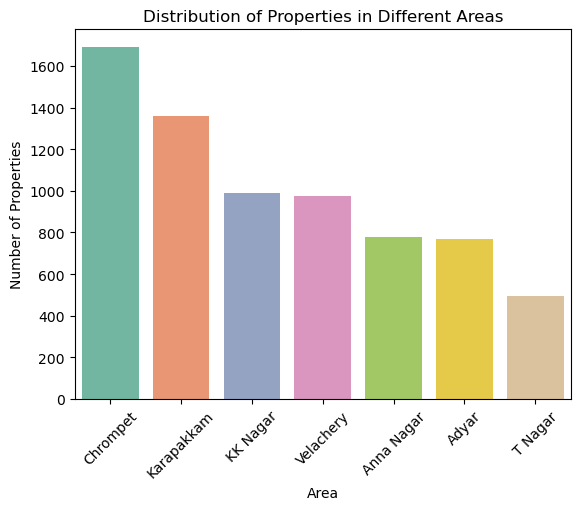 Distribution of Properties in Different Areas
Number of Properties
1600
1400
1200
1000
800
600
400
200
0
Chrompet
Karapakkam
KK Nagar
Velachery
Anna Nagar
Adyar
T Nagar
Area